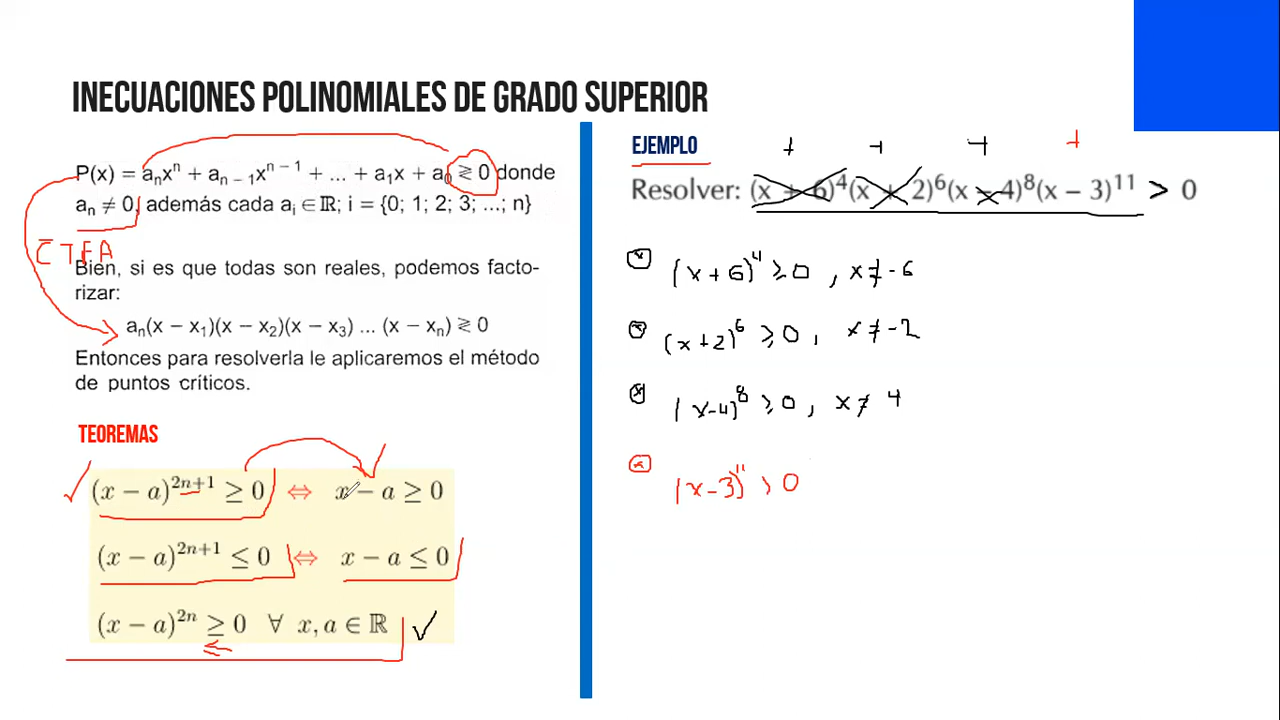 INECUACIONES POLINOMIALES DE GRADO SUPERIOR
P(x) = aₙxⁿ + aₙ₋₁xⁿ⁻¹ + ... + a₁x + a₀ ≷ 0 donde
aₙ ≠ 0, además cada aᵢ ∈ ℝ; i = {0; 1; 2; 3; ...; n}
C T F A
Bien, si es que todas son reales, podemos facto-
rizar:
aₙ(x − x₁)(x − x₂)(x − x₃) ... (x − xₙ) ≷ 0
Entonces para resolverla le aplicaremos el método
de puntos críticos.
TEOREMAS
(x − a)²ⁿ⁺¹ ≥ 0 ⇔ x − a ≥ 0
(x − a)²ⁿ⁺¹ ≤ 0 ⇔ x − a ≤ 0
(x − a)²ⁿ ≥ 0 ∀ x, a ∈ ℝ
EJEMPLO
+ + + +
Resolver: (x + 6)⁴(x + 2)⁶(x − 4)⁸(x − 3)¹¹ > 0
(x+6)⁴ ≥ 0 , x ≠ -6
(x+2)⁶ ≥ 0 , x ≠ -2
(x-4)⁸ ≥ 0 , x ≠ 4
(x-3)¹¹ > 0